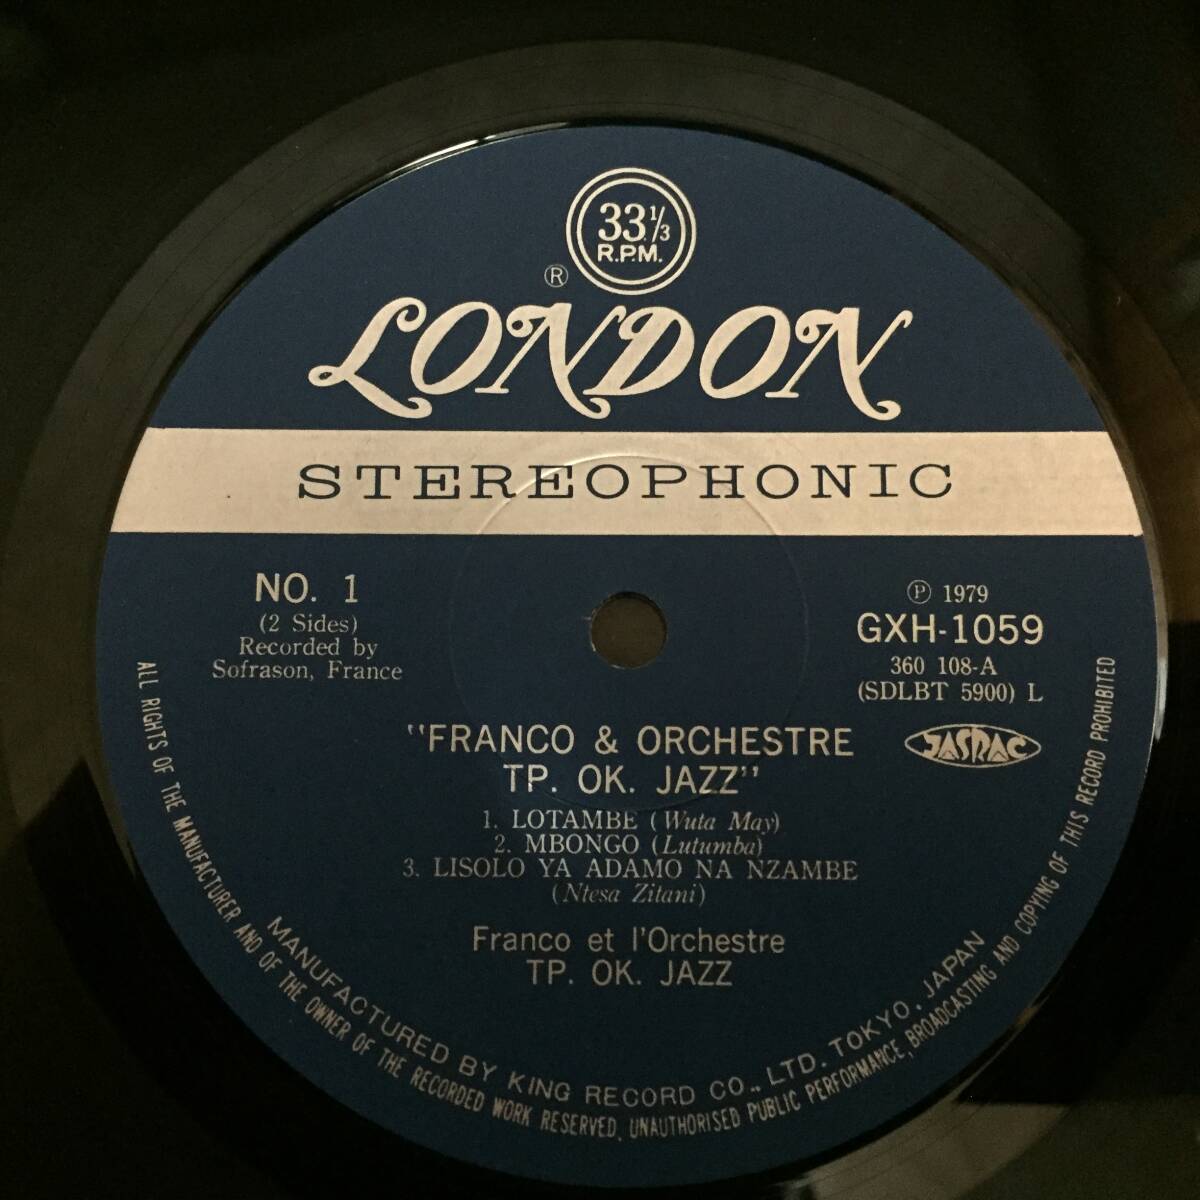 33 1/3
R.P.M.
®
LONDON
STEREOPHONIC
NO. 1
(2 Sides)
Recorded by
Sofrason, France
℗ 1979
GXH-1059
360 108-A
(SDLBT 5900) L
JASRAC
"FRANCO & ORCHESTRE
TP. OK. JAZZ"
1. LOTAMBE (Wuta May)
2. MBONGO (Lutumba)
3. LISOLO YA ADAMO NA NZAMBE
(Ntesa Zitani)
Franco et l'Orchestre
TP. OK. JAZZ
MANUFACTURED BY KING RECORD CO., LTD. TOKYO, JAPAN
ALL RIGHTS OF THE MANUFACTURER AND OF THE OWNER OF THE RECORDED WORK RESERVED. UNAUTHORISED PUBLIC PERFORMANCE, BROADCASTING AND COPYING OF THIS RECORD PROHIBITED